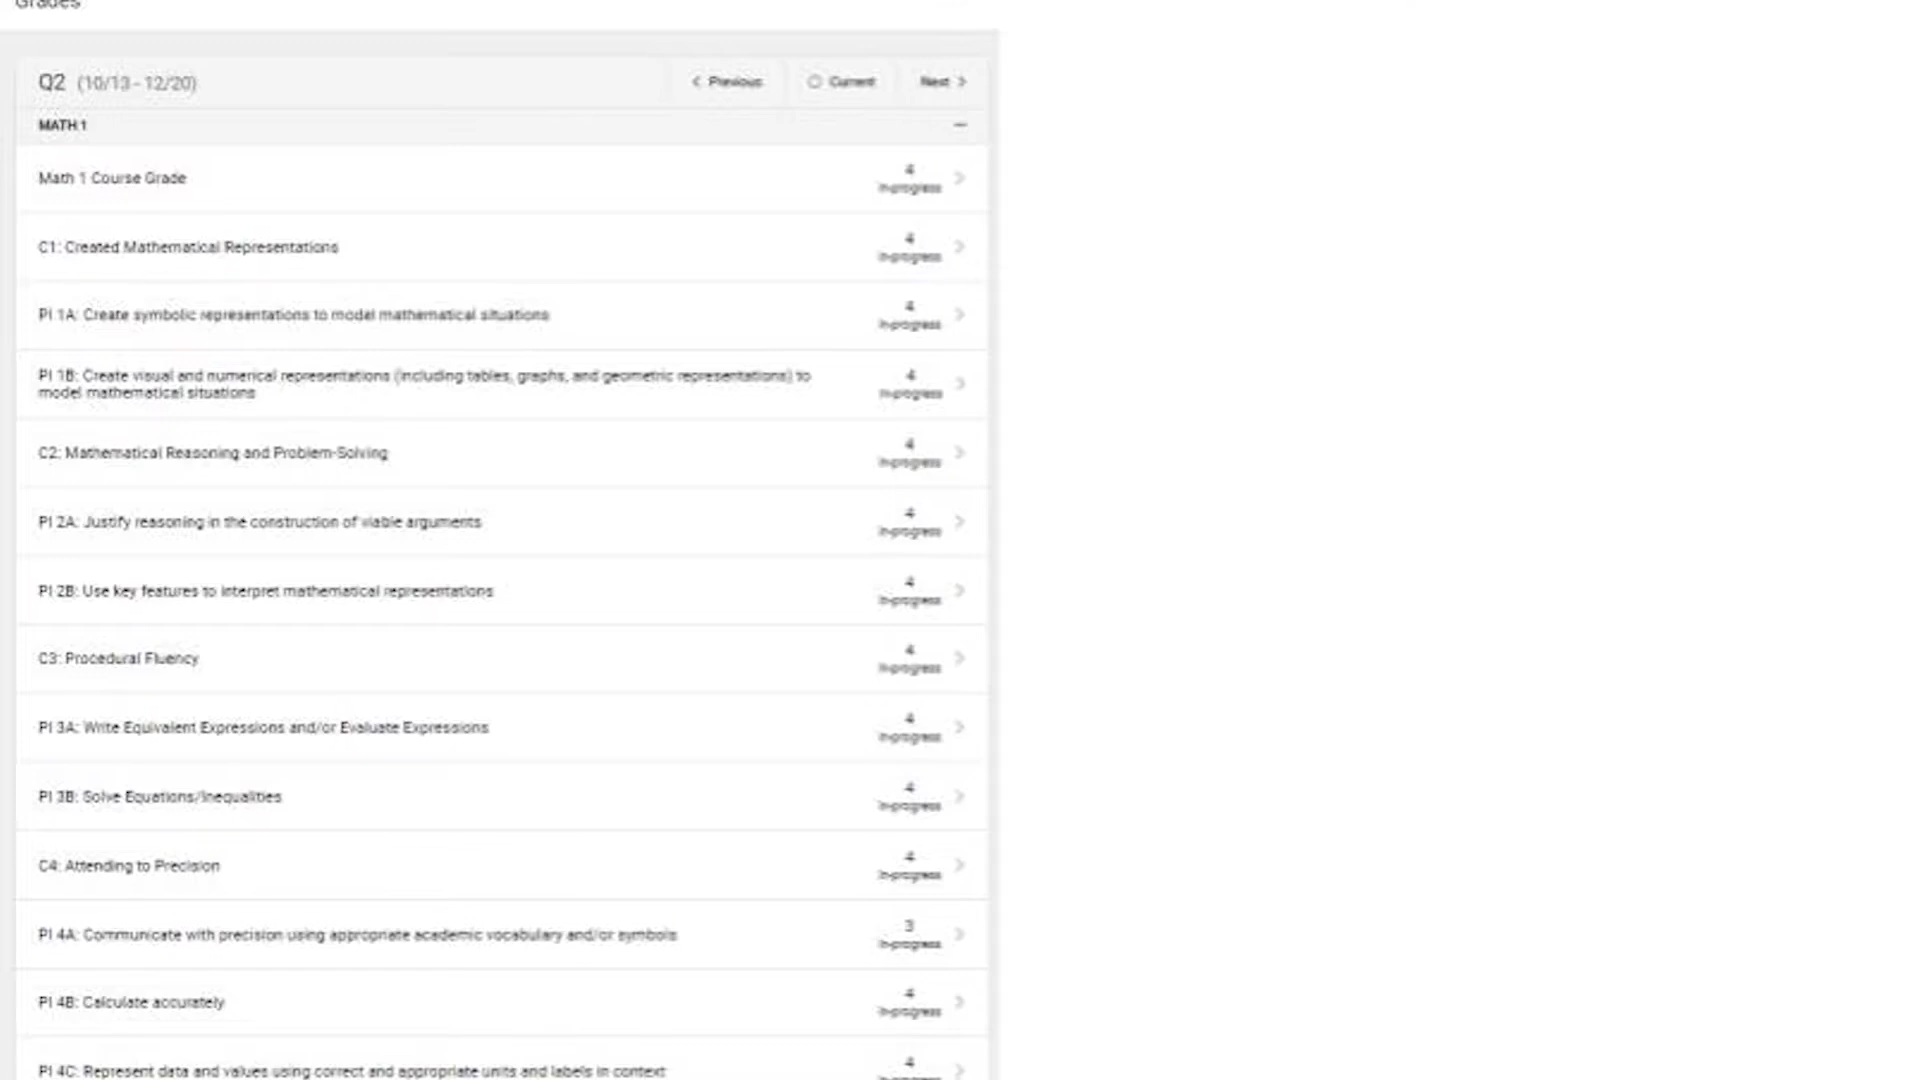 Grades
Q2 (10/13 - 12/20)
Previous
Current
Next
MATH 1
Math 1 Course Grade
4
In-progress
C1: Created Mathematical Representations
4
In-progress
PI 1A: Create symbolic representations to model mathematical situations
4
In-progress
PI 1B: Create visual and numerical representations (including tables, graphs, and geometric representations) to
model mathematical situations
4
In-progress
C2: Mathematical Reasoning and Problem-Solving
4
In-progress
PI 2A: Justify reasoning in the construction of viable arguments
4
In-progress
PI 2B: Use key features to interpret mathematical representations
4
In-progress
C3: Procedural Fluency
4
In-progress
PI 3A: Write Equivalent Expressions and/or Evaluate Expressions
4
In-progress
PI 3B: Solve Equations/Inequalities
4
In-progress
C4: Attending to Precision
4
In-progress
PI 4A: Communicate with precision using appropriate academic vocabulary and/or symbols
3
In-progress
PI 4B: Calculate accurately
4
In-progress
PI 4C: Represent data and values using correct and appropriate units and labels in context
4